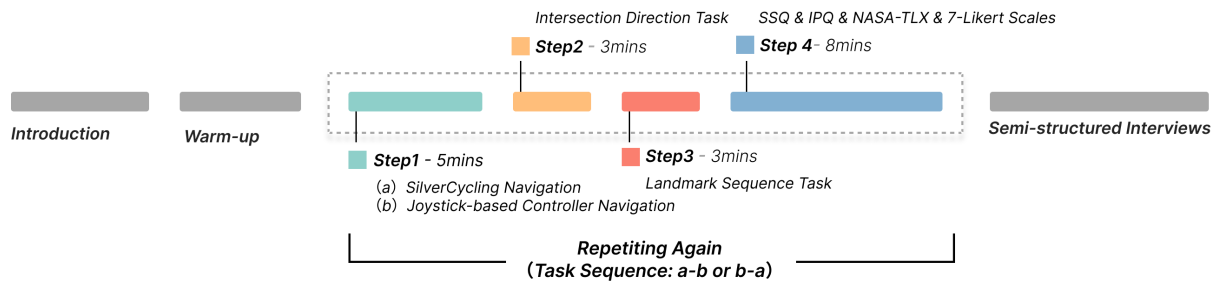 Intersection Direction Task
SSQ & IPQ & NASA-TLX & 7-Likert Scales
Step2 - 3mins
Step 4- 8mins
Introduction
Warm-up
Semi-structured Interviews
Step1 - 5mins
(a) SilverCycling Navigation
(b) Joystick-based Controller Navigation
Step3 - 3mins
Landmark Sequence Task
Repetiting Again
(Task Sequence: a-b or b-a)